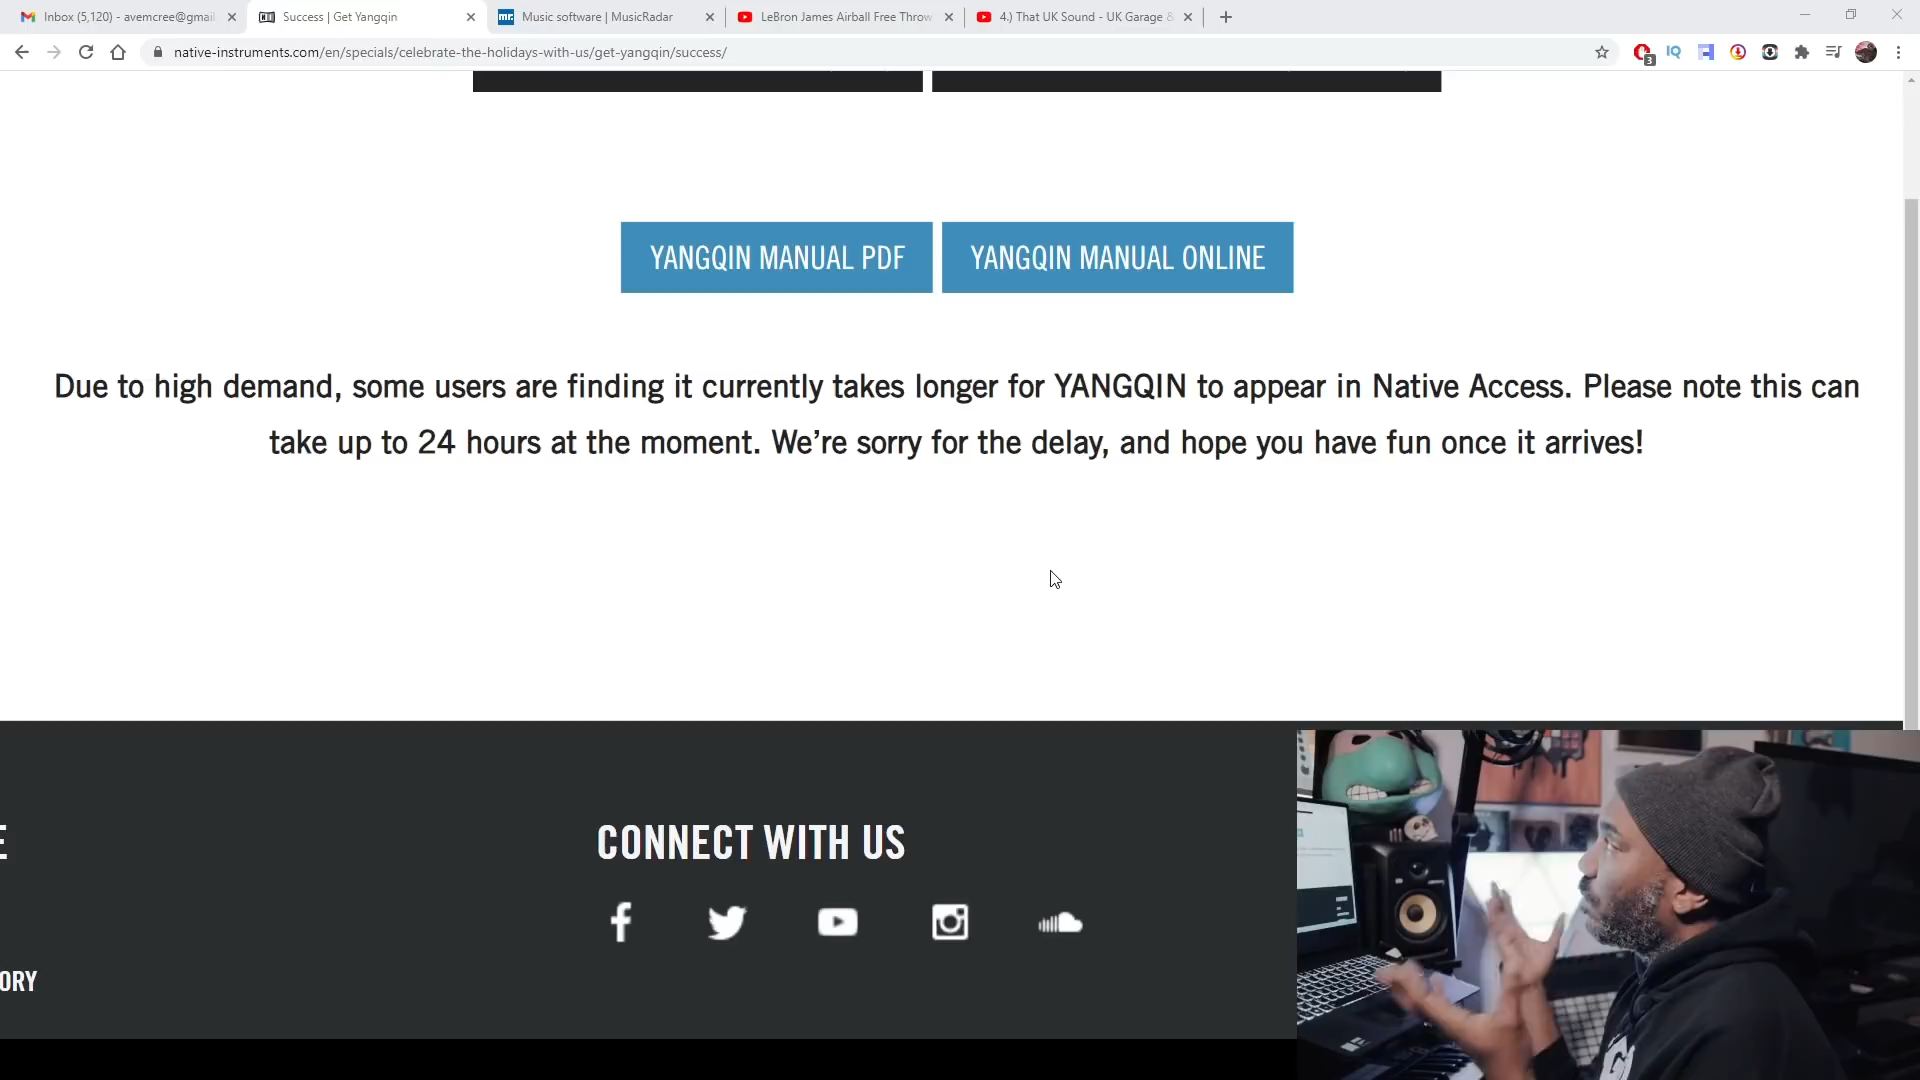 Inbox (5,120) - avemcree@gmail
Success | Get Yangqin
mr.
Music software | MusicRadar
LeBron James Airball Free Throw
4.) That UK Sound - UK Garage &
native-instruments.com/en/specials/celebrate-the-holidays-with-us/get-yangqin/success/
3
IQ
YANGQIN MANUAL PDF
YANGQIN MANUAL ONLINE
Due to high demand, some users are finding it currently takes longer for YANGQIN to appear in Native Access. Please note this can
take up to 24 hours at the moment. We’re sorry for the delay, and hope you have fun once it arrives!
CONNECT WITH US
E
ORY